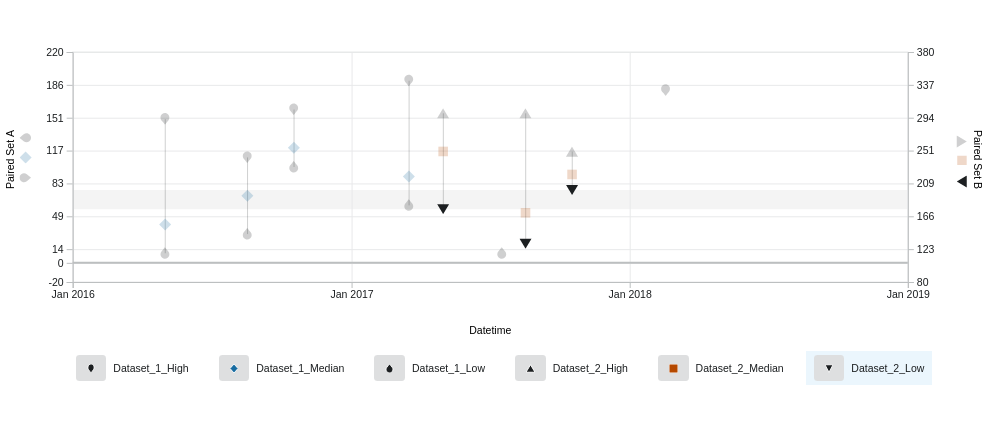 220
186
151
117
83
49
14
0
-20
380
337
294
251
209
166
123
80
Paired Set A
Paired Set B
Jan 2016
Jan 2017
Jan 2018
Jan 2019
Datetime
Dataset_1_High
Dataset_1_Median
Dataset_1_Low
Dataset_2_High
Dataset_2_Median
Dataset_2_Low